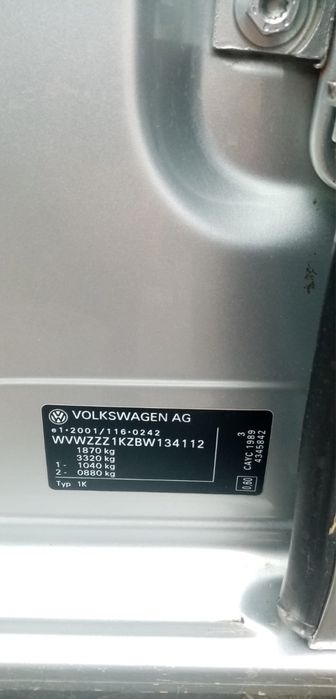 VOLKSWAGEN AG
e1*2001/116*0242
WVWZZZ1KZBW134112
1870 kg
3320 kg
1 - 1040 kg
2 - 0880 kg
Typ 1K
3
CAYC 1989
4345842
0,60